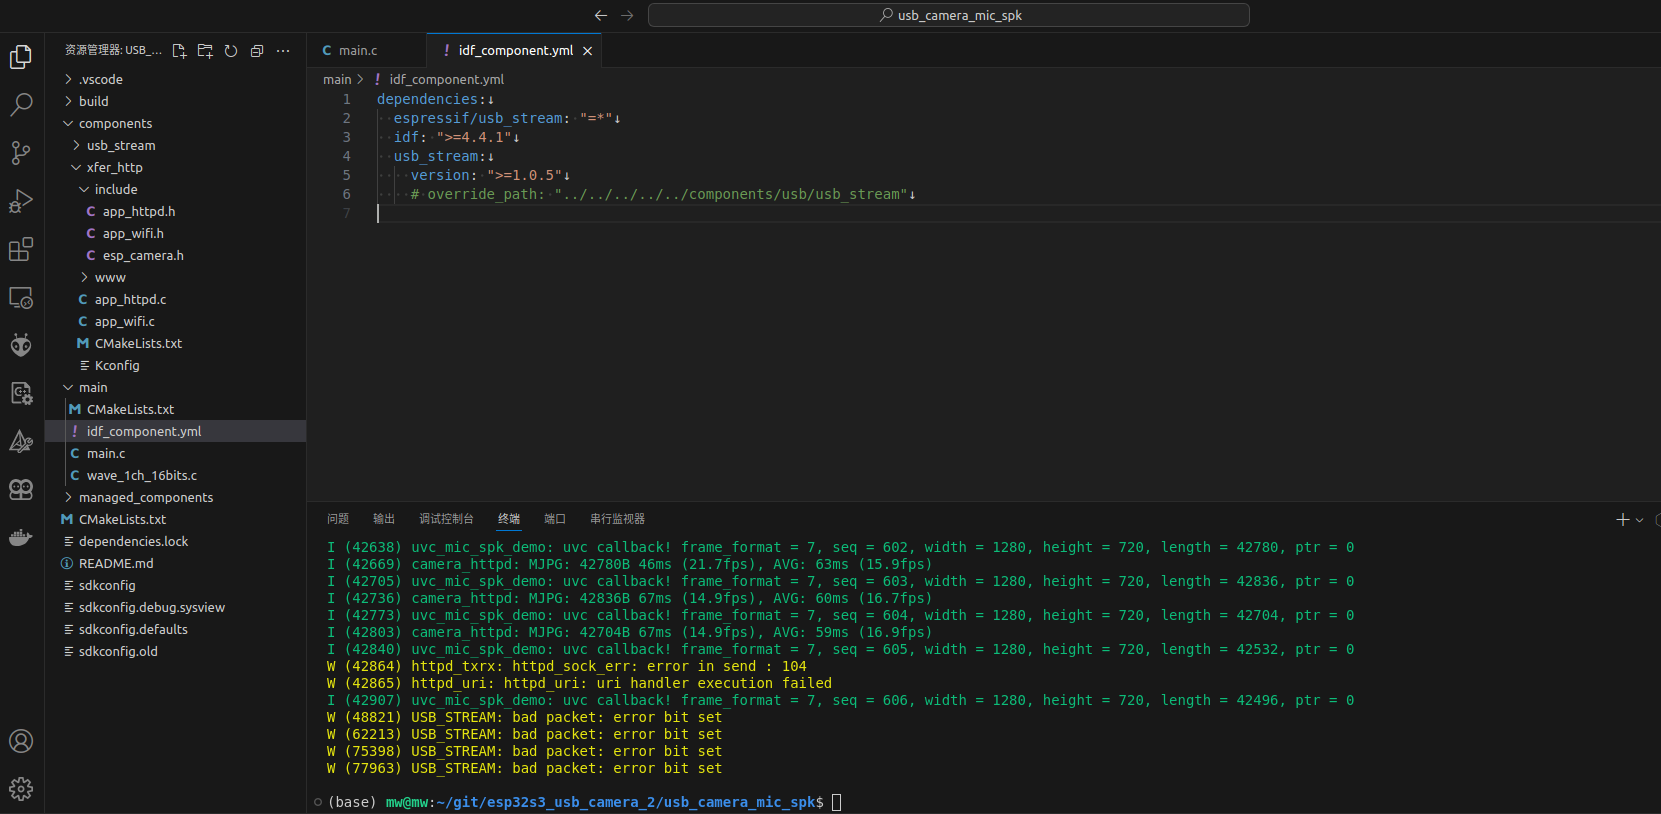 usb_camera_mic_spk
资源管理器: USB_...
.vscode
build
components
usb_stream
xfer_http
include
C app_httpd.h
C app_wifi.h
C esp_camera.h
www
C app_httpd.c
C app_wifi.c
M CMakeLists.txt
Kconfig
main
M CMakeLists.txt
! idf_component.yml
C main.c
C wave_1ch_16bits.c
managed_components
M CMakeLists.txt
dependencies.lock
README.md
sdkconfig
sdkconfig.debug.sysview
sdkconfig.defaults
sdkconfig.old
C main.c
! idf_component.yml ×
main > ! idf_component.yml
1 dependencies:↓
2 ··espressif/usb_stream:·"=*"↓
3 ··idf:·">=4.4.1"↓
4 ··usb_stream:↓
5 ····version:·">=1.0.5"↓
6 ····#·override_path:·"../../../../../components/usb/usb_stream"↓
7
问题 输出 调试控制台 终端 端口 串行监视器
I (42638) uvc_mic_spk_demo: uvc callback! frame_format = 7, seq = 602, width = 1280, height = 720, length = 42780, ptr = 0
I (42669) camera_httpd: MJPG: 42780B 46ms (21.7fps), AVG: 63ms (15.9fps)
I (42705) uvc_mic_spk_demo: uvc callback! frame_format = 7, seq = 603, width = 1280, height = 720, length = 42836, ptr = 0
I (42736) camera_httpd: MJPG: 42836B 67ms (14.9fps), AVG: 60ms (16.7fps)
I (42773) uvc_mic_spk_demo: uvc callback! frame_format = 7, seq = 604, width = 1280, height = 720, length = 42704, ptr = 0
I (42803) camera_httpd: MJPG: 42704B 67ms (14.9fps), AVG: 59ms (16.9fps)
I (42840) uvc_mic_spk_demo: uvc callback! frame_format = 7, seq = 605, width = 1280, height = 720, length = 42532, ptr = 0
W (42864) httpd_txrx: httpd_sock_err: error in send : 104
W (42865) httpd_uri: httpd_uri: uri handler execution failed
I (42907) uvc_mic_spk_demo: uvc callback! frame_format = 7, seq = 606, width = 1280, height = 720, length = 42496, ptr = 0
W (48821) USB_STREAM: bad packet: error bit set
W (62213) USB_STREAM: bad packet: error bit set
W (75398) USB_STREAM: bad packet: error bit set
W (77963) USB_STREAM: bad packet: error bit set
(base) mw@mw:~/git/esp32s3_usb_camera_2/usb_camera_mic_spk$